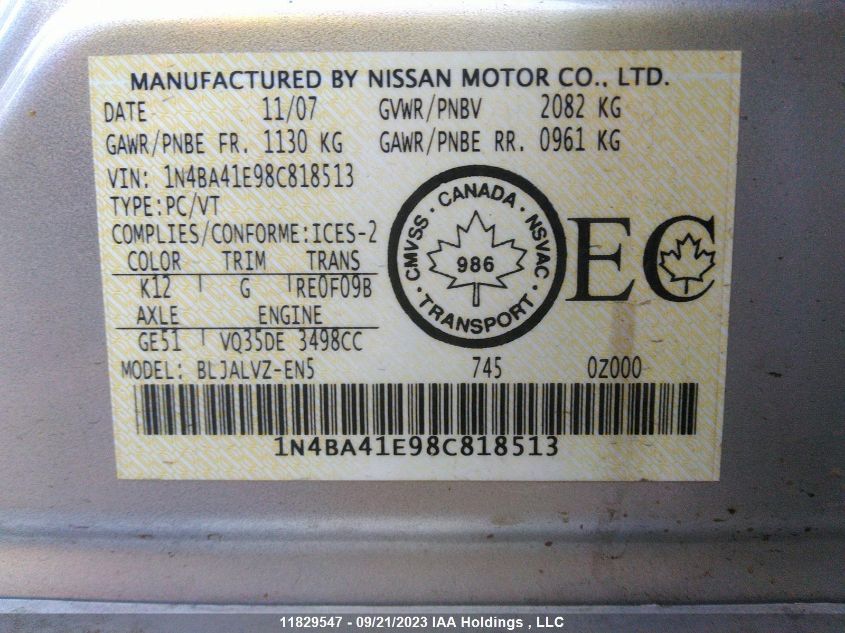 MANUFACTURED BY NISSAN MOTOR CO., LTD.
DATE 11/07 GVWR/PNBV 2082 KG
GAWR/PNBE FR. 1130 KG GAWR/PNBE RR. 0961 KG
VIN: 1N4BA41E98C818513
TYPE:PC/VT
COMPLIES/CONFORME:ICES-2
COLOR TRIM TRANS
K12 G RE0F09B
AXLE ENGINE
GE51 VQ35DE 3498CC
CMVSS · CANADA · NSVAC · TRANSPORT ·
986
EC
MODEL: BLJALVZ-EN5 745 0Z000
1N4BA41E98C818513
11829547 - 09/21/2023 IAA Holdings , LLC